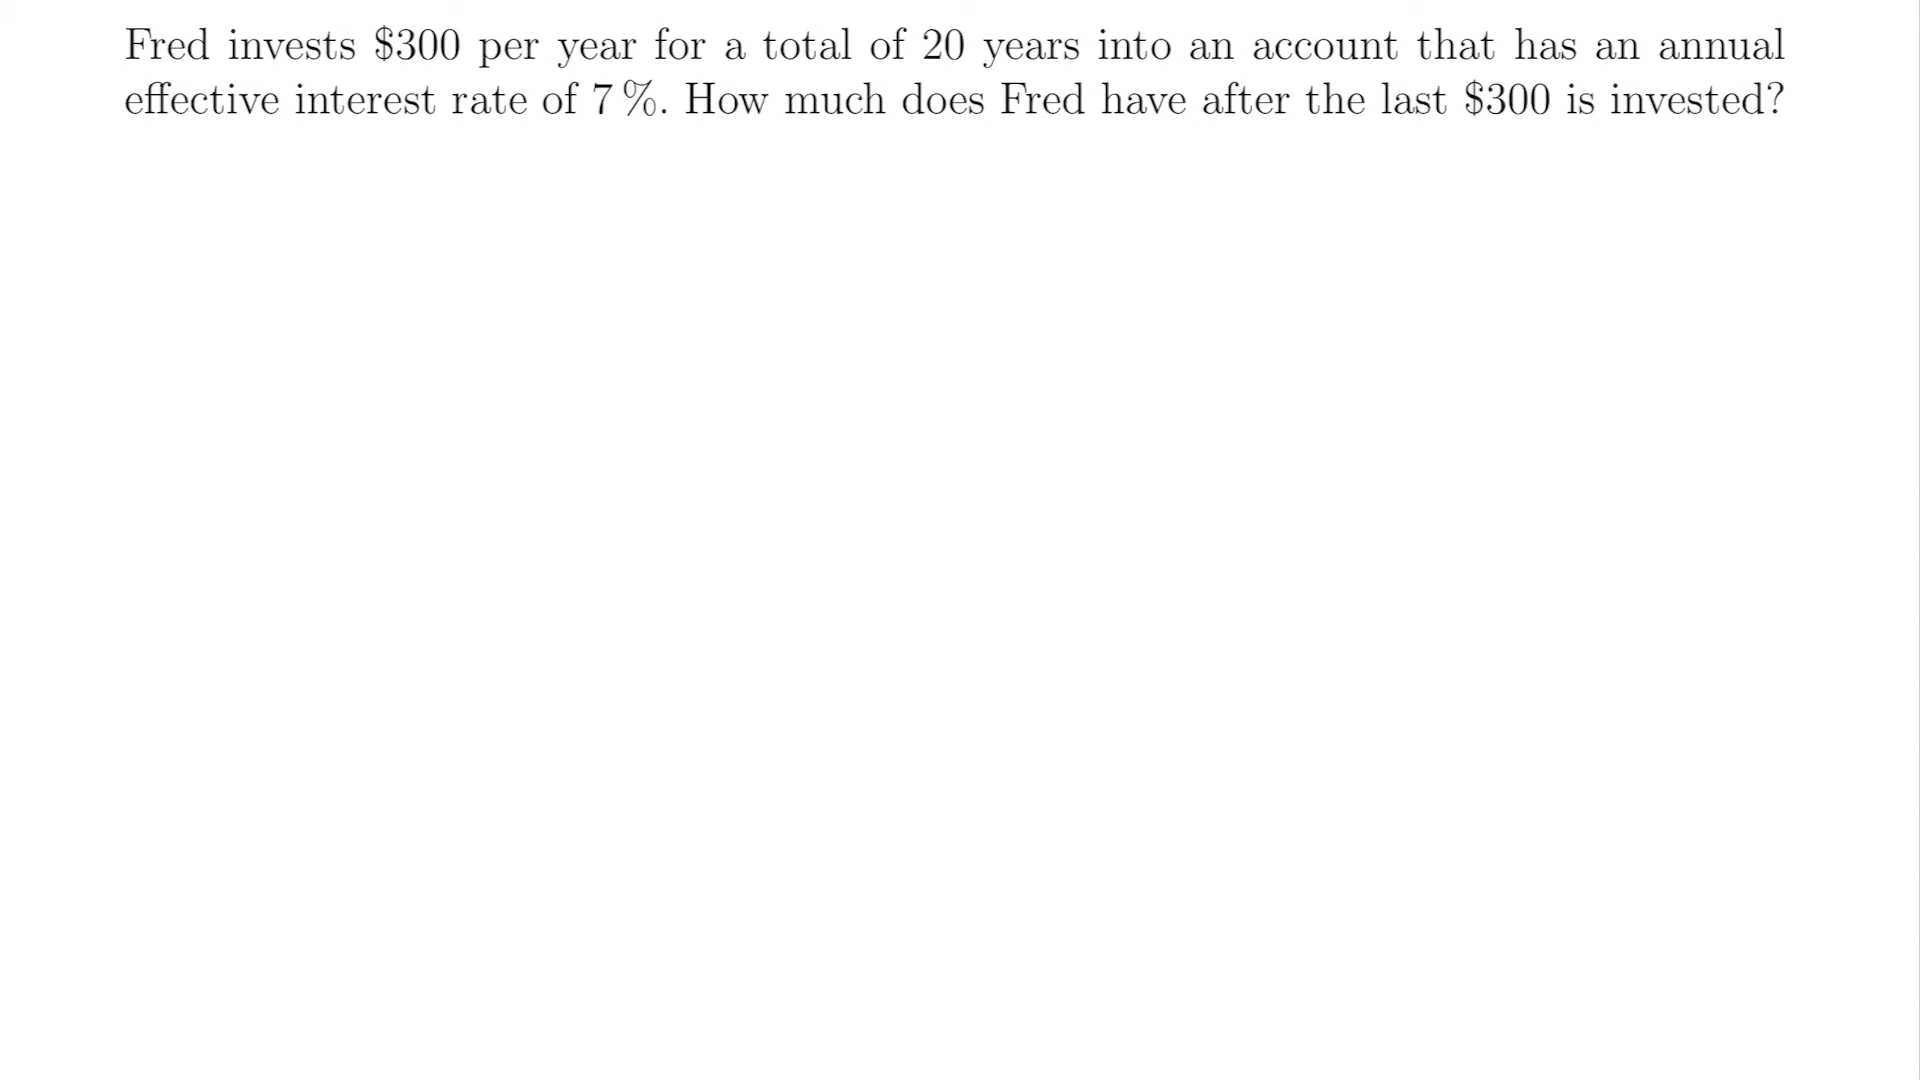 Fred invests $300 per year for a total of 20 years into an account that has an annual
effective interest rate of 7 %. How much does Fred have after the last $300 is invested?